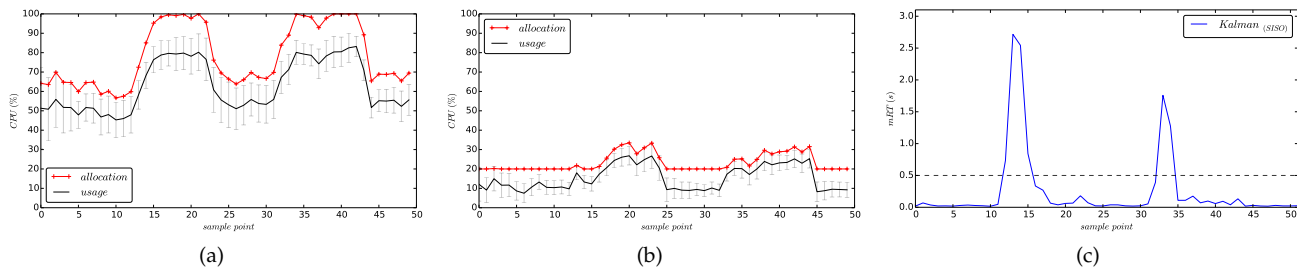 100
90
80
70
60
50
40
30
20
10
0
CPU (%)
allocation
usage
0 5 10 15 20 25 30 35 40 45 50
sample point
(a)
100
90
80
70
60
50
40
30
20
10
0
CPU (%)
allocation
usage
0 5 10 15 20 25 30 35 40 45 50
sample point
(b)
3.0
2.5
2.0
1.5
1.0
0.5
0.0
mRT (s)
Kalman (SISO)
0 5 10 15 20 25 30 35 40 45 50
sample point
(c)